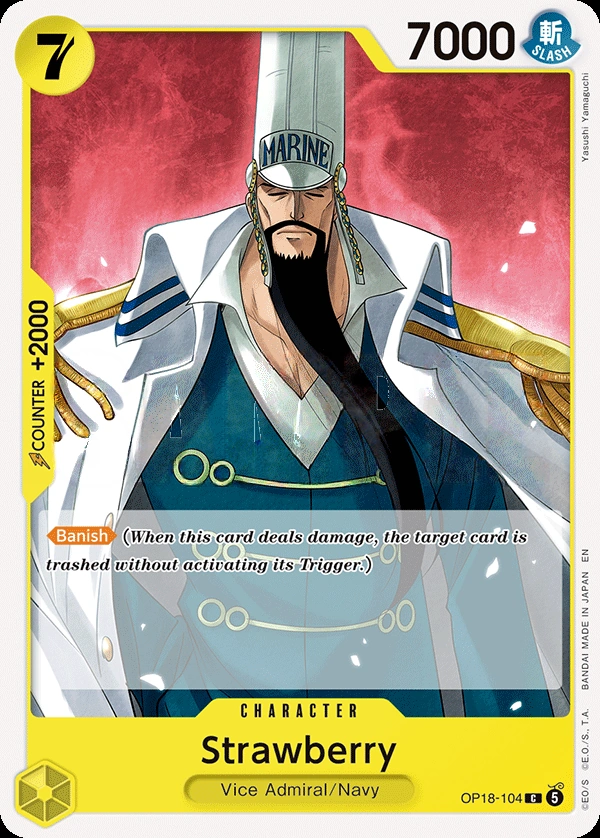 7
7000
斬
SLASH
Yasushi Yamaguchi
MARINE
COUNTER +2000
Banish (When this card deals damage, the target card is
trashed without activating its Trigger.)
©EO/S ©E.O./S., T.A. BANDAI MADE IN JAPAN EN
CHARACTER
Strawberry
Vice Admiral/Navy
OP18-104 C 5